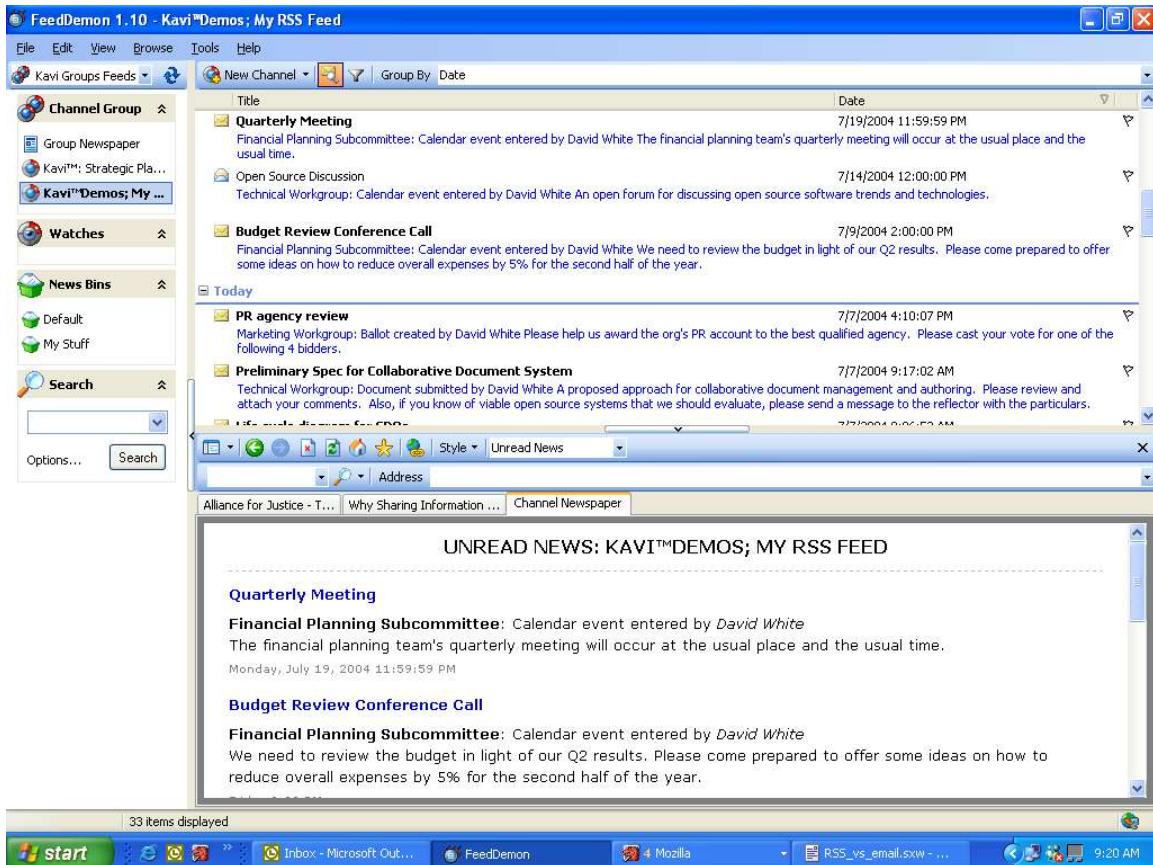 FeedDemon 1.10 - Kavi™Demos; My RSS Feed
File Edit View Browse Tools Help
Kavi Groups Feeds New Channel Group By Date
Channel Group
Group Newspaper
Kavi™: Strategic Pla...
Kavi™Demos; My ...
Watches
News Bins
Default
My Stuff
Search
Options... Search
Title Date
Quarterly Meeting 7/19/2004 11:59:59 PM
Financial Planning Subcommittee: Calendar event entered by David White The financial planning team's quarterly meeting will occur at the usual place and the
usual time.
Open Source Discussion 7/14/2004 12:00:00 PM
Technical Workgroup: Calendar event entered by David White An open forum for discussing open source software trends and technologies.
Budget Review Conference Call 7/9/2004 2:00:00 PM
Financial Planning Subcommittee: Calendar event entered by David White We need to review the budget in light of our Q2 results. Please come prepared to offer
some ideas on how to reduce overall expenses by 5% for the second half of the year.
Today
PR agency review 7/7/2004 4:10:07 PM
Marketing Workgroup: Ballot created by David White Please help us award the org's PR account to the best qualified agency. Please cast your vote for one of the
following 4 bidders.
Preliminary Spec for Collaborative Document System 7/7/2004 9:17:02 AM
Technical Workgroup: Document submitted by David White A proposed approach for collaborative document management and authoring. Please review and
attach your comments. Also, if you know of viable open source systems that we should evaluate, please send a message to the reflector with the particulars.
Style Unread News
Address
Alliance for Justice - T... Why Sharing Information ... Channel Newspaper
UNREAD NEWS: KAVI™DEMOS; MY RSS FEED
Quarterly Meeting
Financial Planning Subcommittee: Calendar event entered by David White
The financial planning team's quarterly meeting will occur at the usual place and the usual time.
Monday, July 19, 2004 11:59:59 PM
Budget Review Conference Call
Financial Planning Subcommittee: Calendar event entered by David White
We need to review the budget in light of our Q2 results. Please come prepared to offer some ideas on how to
reduce overall expenses by 5% for the second half of the year.
33 items displayed
start Inbox - Microsoft Out... FeedDemon 4 Mozilla RSS_vs_email.sxw - ... 9:20 AM